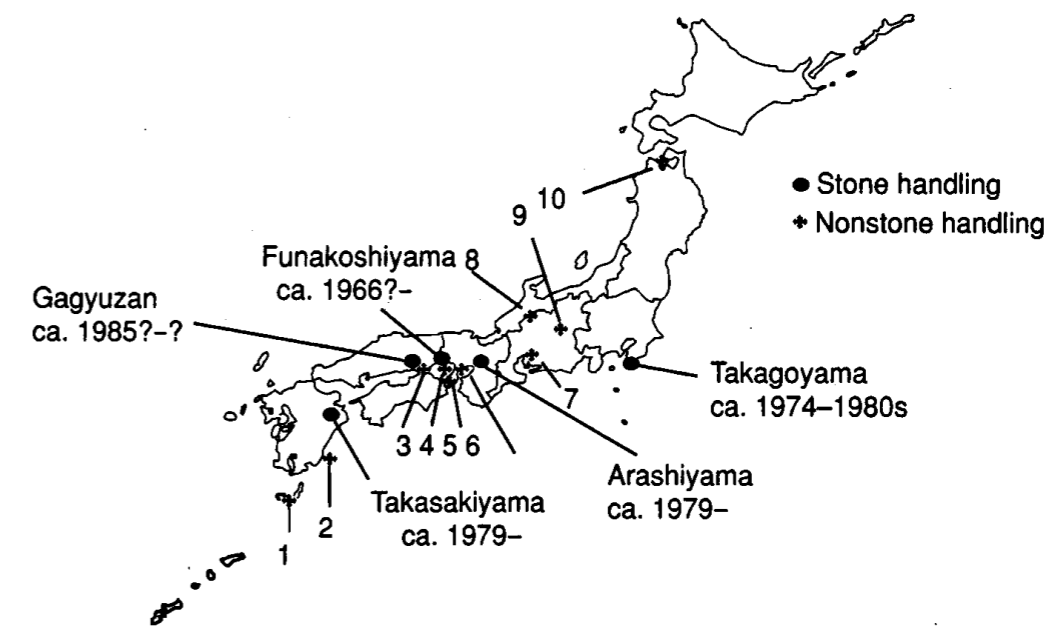 10
9
Stone handling
Nonstone handling
Funakoshiyama 8
ca. 1966?–
Gagyuzan
ca. 1985?–?
Takagoyama
ca. 1974–1980s
7
3 4 5 6
Arashiyama
ca. 1979–
Takasakiyama
ca. 1979–
2
1